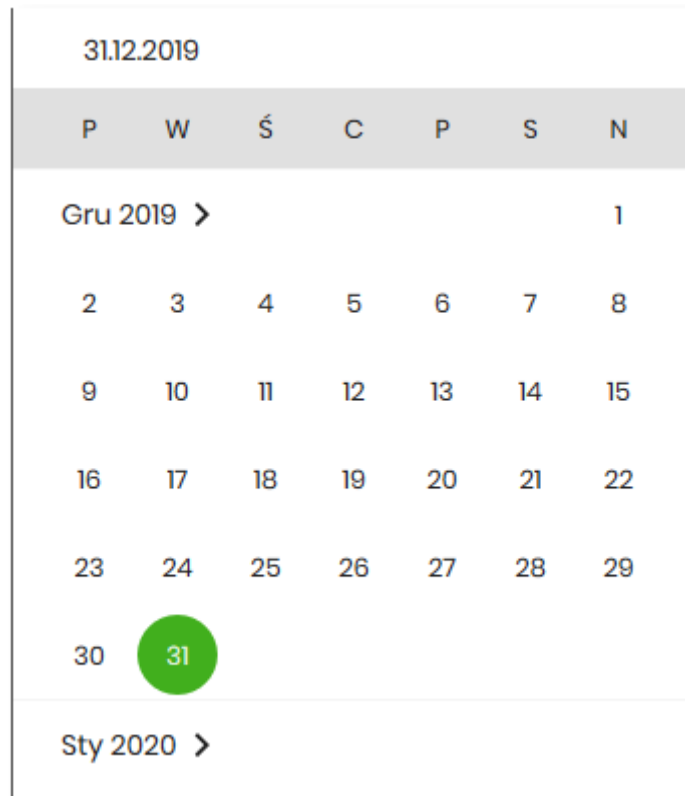 31.12.2019
P W Ś C P S N
Gru 2019 1
2 3 4 5 6 7 8
9 10 11 12 13 14 15
16 17 18 19 20 21 22
23 24 25 26 27 28 29
30 31
Sty 2020